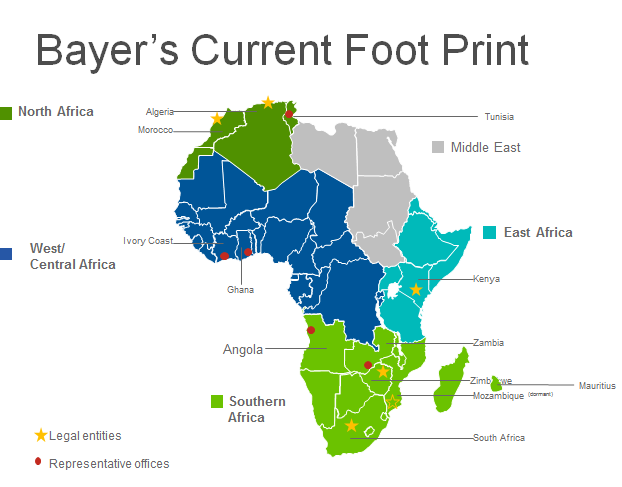 Bayer's Current Foot Print
North Africa
Algeria
Morocco
Tunisia
Middle East
East Africa
West/
Central Africa
Ivory Coast
Ghana
Kenya
Angola
Zambia
Mauritius
Mozambique (dormant)
Southern
Africa
South Africa
Legal entities
Representative offices